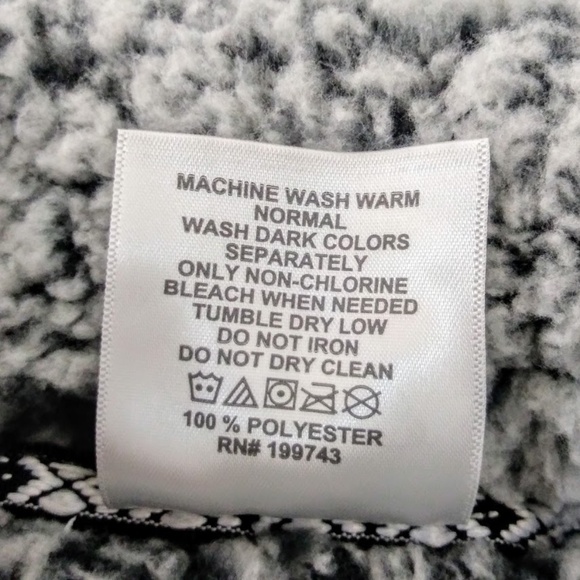 MACHINE WASH WARM
NORMAL
WASH DARK COLORS
SEPARATELY
ONLY NON-CHLORINE
BLEACH WHEN NEEDED
TUMBLE DRY LOW
DO NOT IRON
DO NOT DRY CLEAN
100 % POLYESTER
RN# 199743